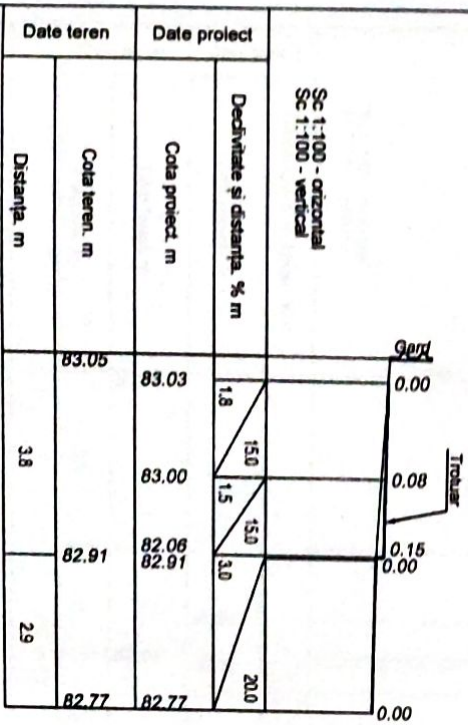 Sc 1:100 - orizontal
Sc 1:100 - vertical
Gard
Trotuar
0.00
0.08
0.15
0.00
0.00
Date proiect
Declivitate și distanța. % m
1.8
15.0
1.5
15.0
3.0
20.0
Cota proiect. m
83.03
83.00
82.06
82.91
82.77
Date teren
Cota teren. m
83.05
82.91
82.77
Distanța. m
3.8
2.9